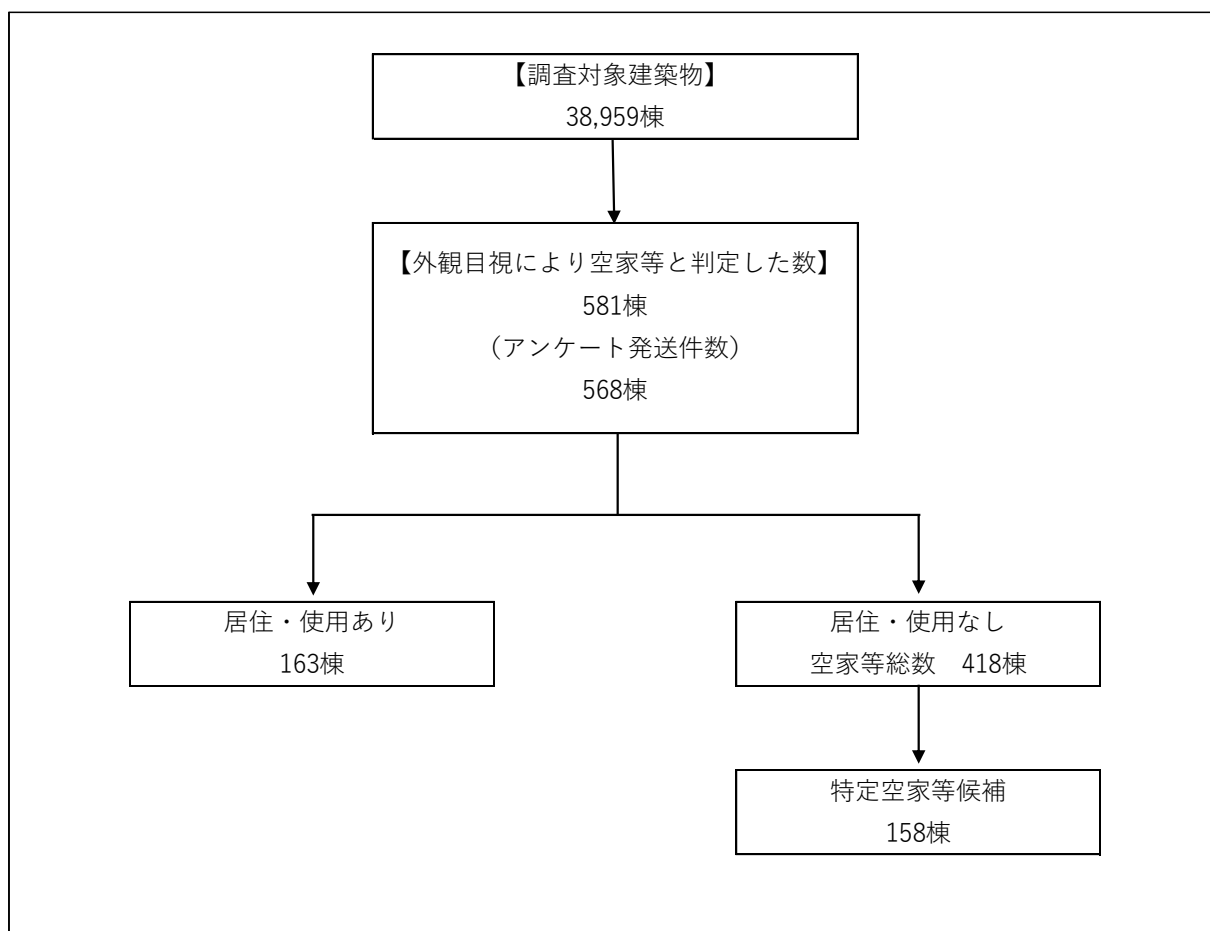 【調査対象建築物】
38,959棟
【外観目視により空家等と判定した数】
581棟
（アンケート発送件数）
568棟
居住・使用あり
163棟
居住・使用なし
空家等総数　418棟
特定空家等候補
158棟